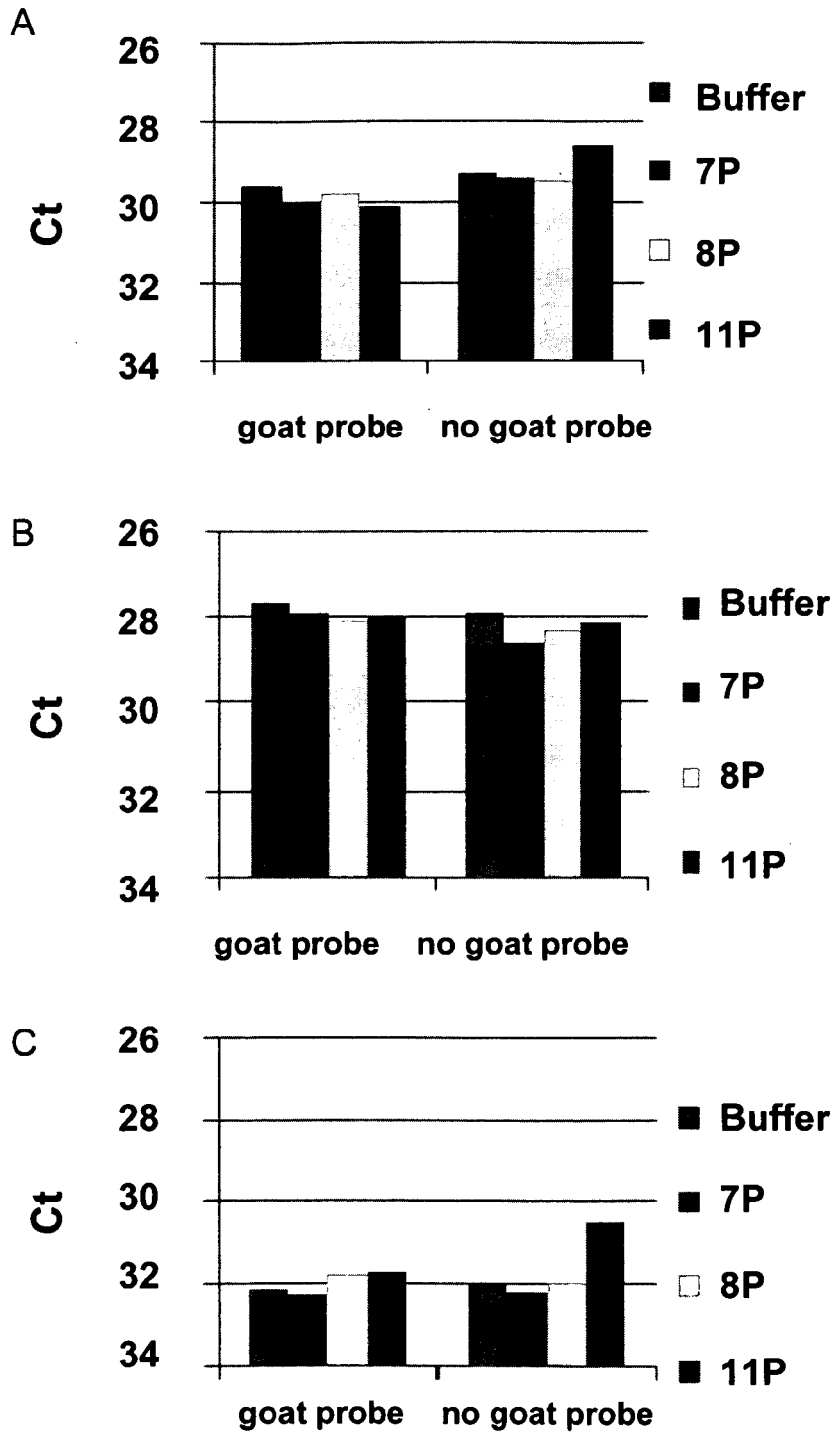 A
26
28
30
32
34
Ct
goat probe
no goat probe
Buffer
7P
8P
11P
B
26
28
30
32
34
Ct
goat probe
no goat probe
Buffer
7P
8P
11P
C
26
28
30
32
34
Ct
goat probe
no goat probe
Buffer
7P
8P
11P